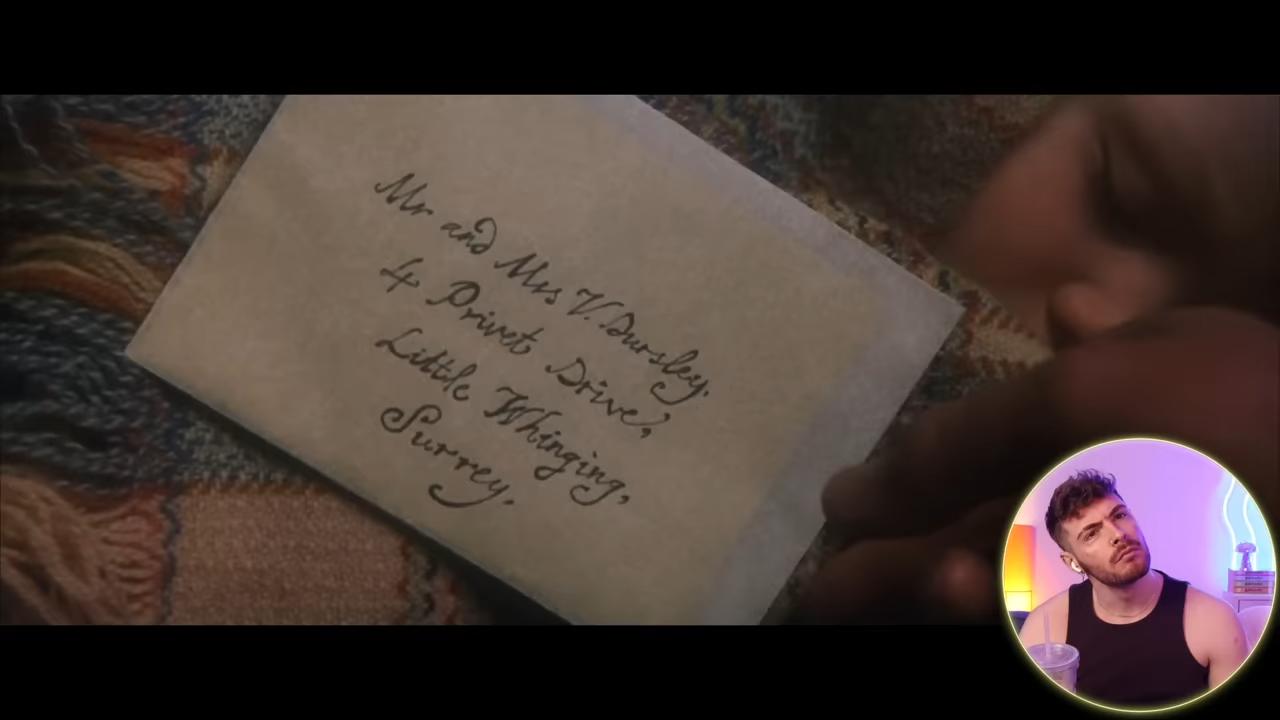 Mr and Mrs V. Dursley.
4 Privet Drive,
Little Whinging,
Surrey.